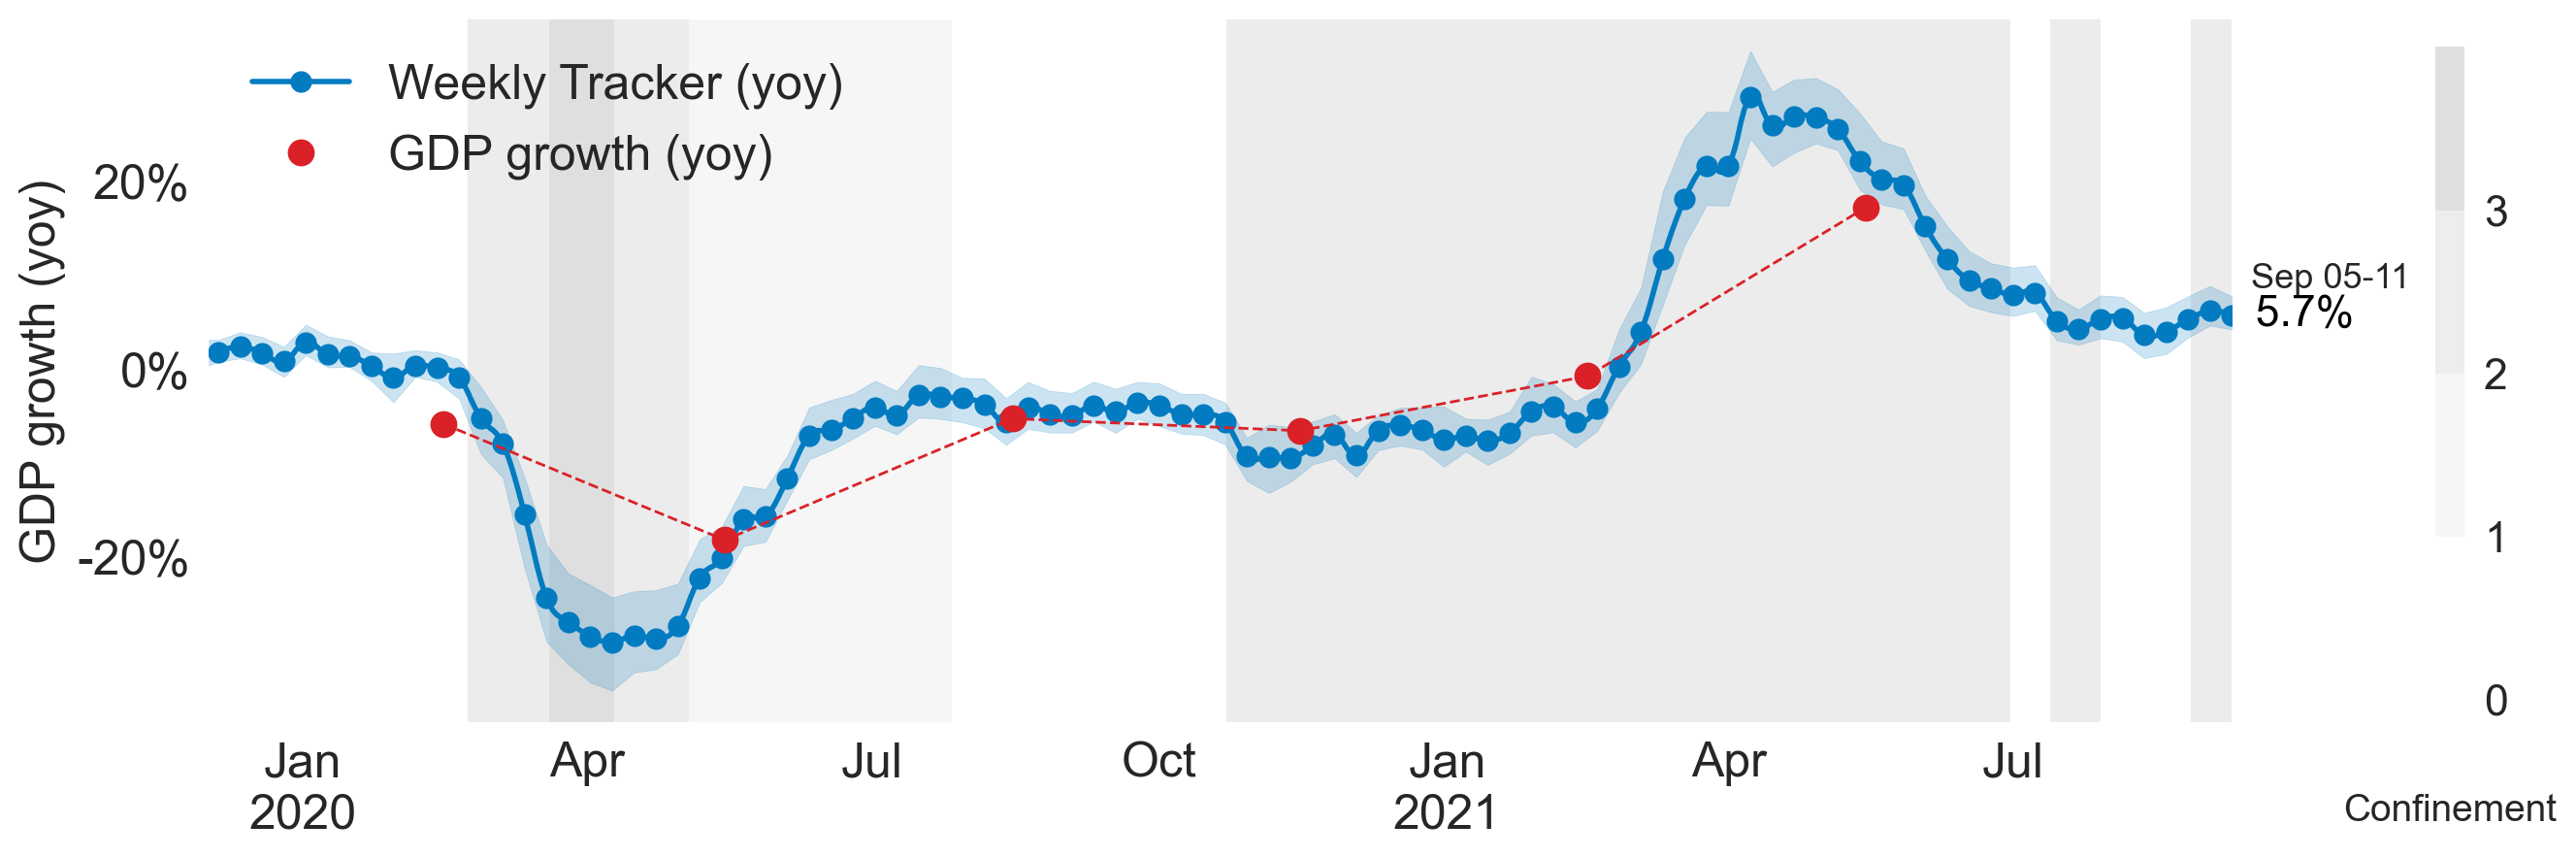 Weekly Tracker (yoy)
GDP growth (yoy)
GDP growth (yoy)
20%
0%
-20%
Jan
2020
Apr
Jul
Oct
Jan
2021
Apr
Jul
Sep 05-11
5.7%
3
2
1
0
Confinement